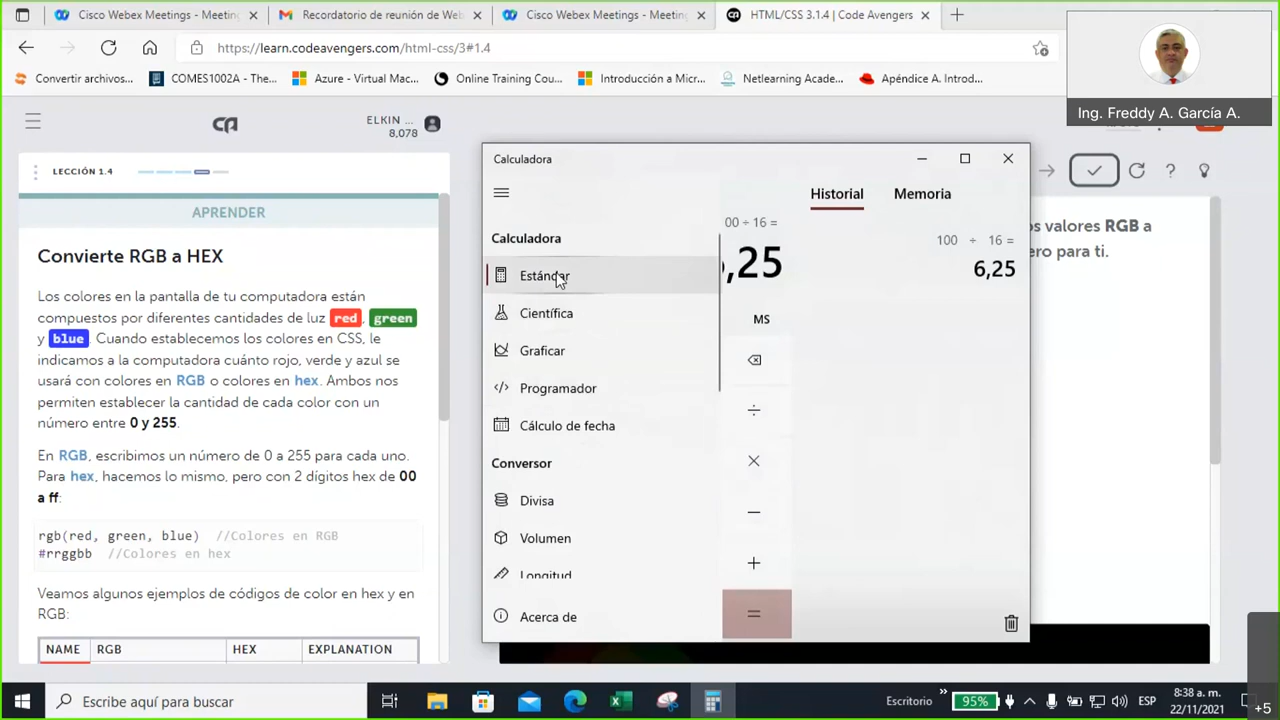 Cisco Webex Meetings - Meeting
Recordatorio de reunión de Web
Cisco Webex Meetings - Meeting
HTML/CSS 3.1.4 | Code Avengers
https://learn.codeavengers.com/html-css/3#1.4
Convertir archivos...
COMES1002A - The...
Azure - Virtual Mac...
Online Training Cou...
Introducción a Micr...
Netlearning Acade...
Apéndice A. Introd...
Ing. Freddy A. García A.
ELKIN ...
8,078
LECCIÓN 1.4
APRENDER
Convierte RGB a HEX
Los colores en la pantalla de tu computadora están
compuestos por diferentes cantidades de luz red, green
y blue. Cuando establecemos los colores en CSS, le
indicamos a la computadora cuánto rojo, verde y azul se
usará con colores en RGB o colores en hex. Ambos nos
permiten establecer la cantidad de cada color con un
número entre 0 y 255.
En RGB, escribimos un número de 0 a 255 para cada uno.
Para hex, hacemos lo mismo, pero con 2 dígitos hex de 00
a ff:
rgb(red, green, blue) //Colores en RGB
#rrggbb //Colores en hex
Veamos algunos ejemplos de códigos de color en hex y en
RGB:
NAME RGB HEX EXPLANATION
Calculadora
Calculadora
Estándar
Científica
Graficar
Programador
Cálculo de fecha
Conversor
Divisa
Volumen
Longitud
Acerca de
00 ÷ 16 =
,25
MS
÷
×
−
+
=
Historial Memoria
100 ÷ 16 =
6,25
os valores RGB a
ero para ti.
Escribe aquí para buscar
Escritorio
95%
ESP
8:38 a. m.
22/11/2021
+5